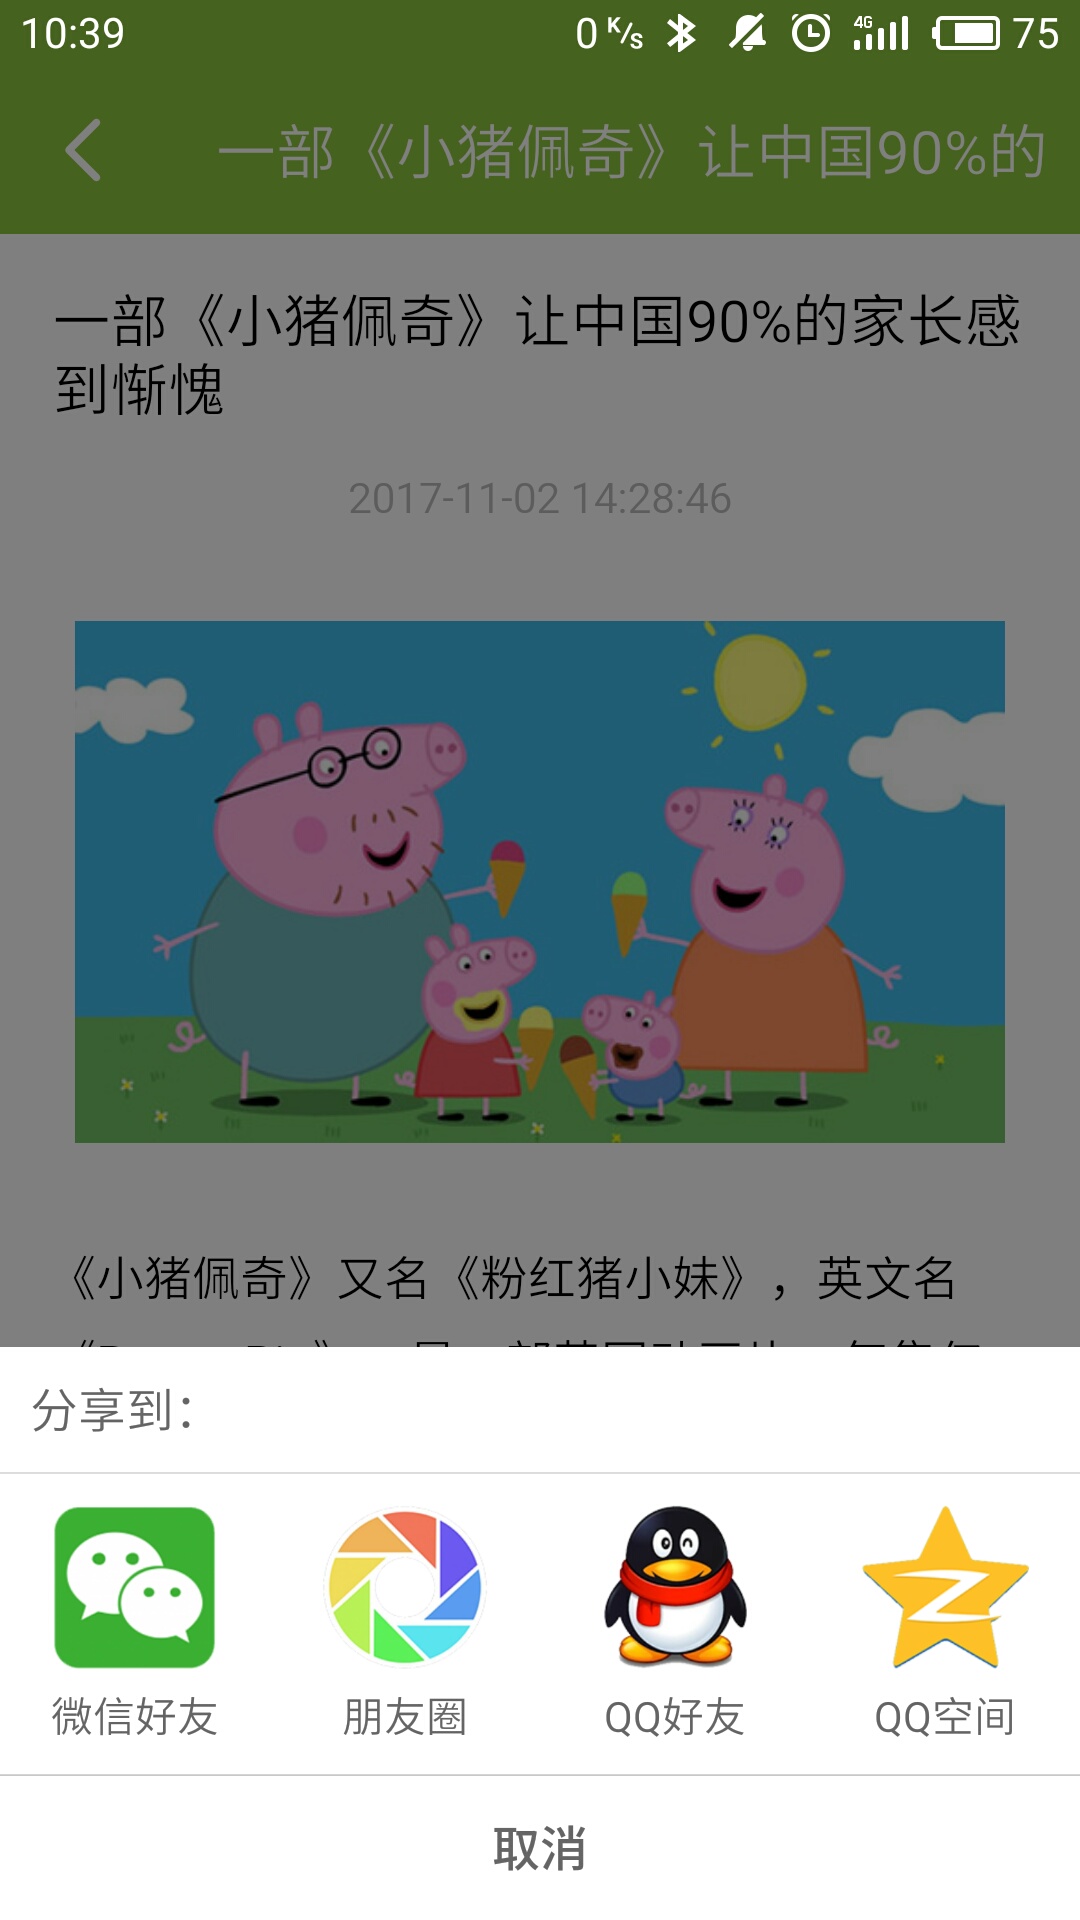 10:39
0 K/s 4G 75
一部《小猪佩奇》让中国90%的
一部《小猪佩奇》让中国90%的家长感
到惭愧
2017-11-02 14:28:46
《小猪佩奇》又名《粉红猪小妹》，英文名
分享到：
微信好友 朋友圈 QQ好友 QQ空间
取消